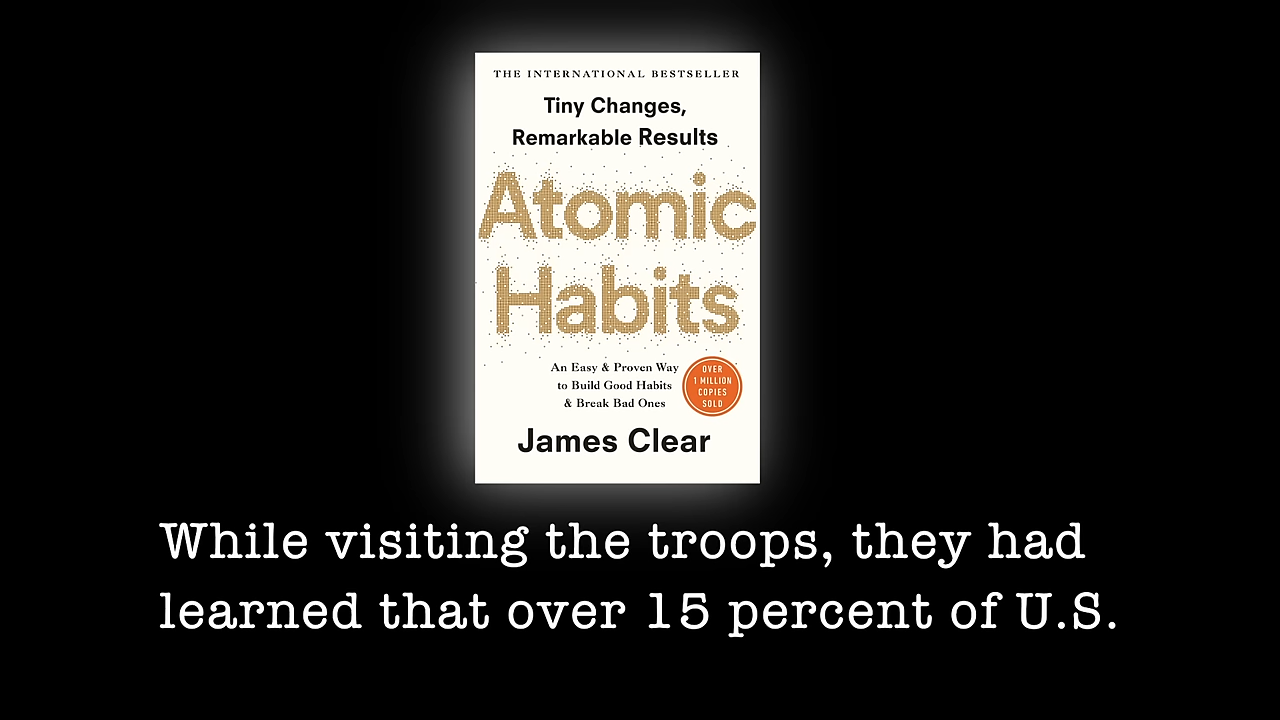 THE INTERNATIONAL BESTSELLER
Tiny Changes,
Remarkable Results
Atomic
Habits
An Easy & Proven Way
to Build Good Habits
& Break Bad Ones
OVER
1 MILLION
COPIES
SOLD
James Clear
While visiting the troops, they had
learned that over 15 percent of U.S.